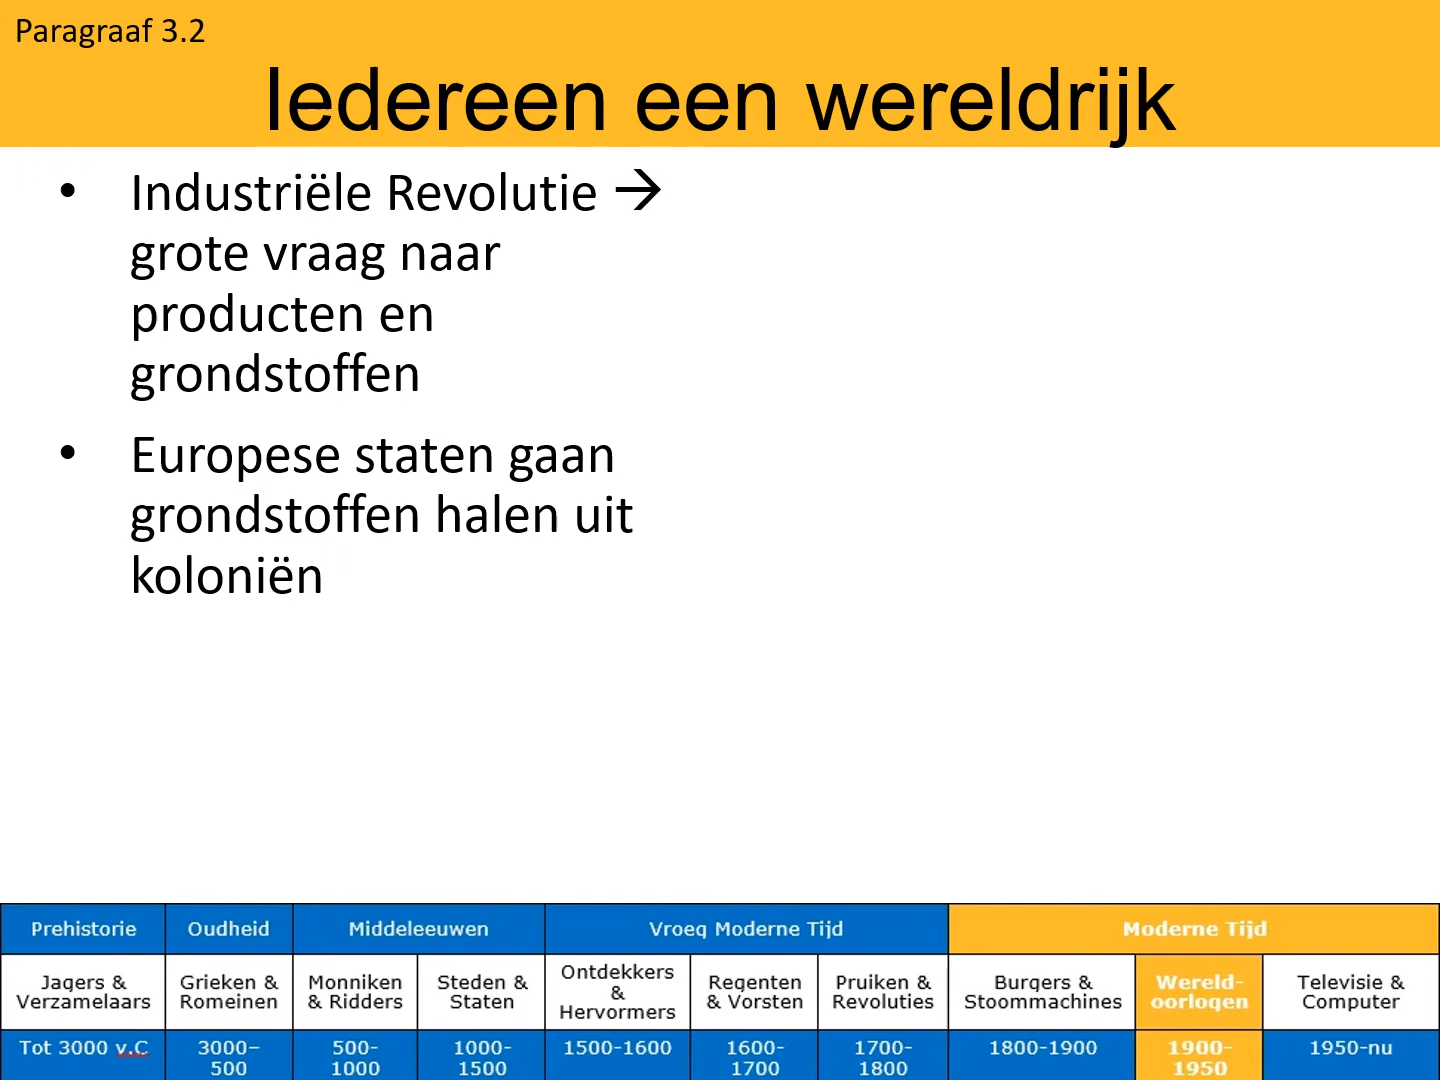 Paragraaf 3.2
Iedereen een wereldrijk
• Industriële Revolutie →
grote vraag naar
producten en
grondstoffen
• Europese staten gaan
grondstoffen halen uit
koloniën
Prehistorie Oudheid Middeleeuwen Vroeg Moderne Tijd Moderne Tijd
Jagers &
Verzamelaars
Grieken &
Romeinen
Monniken
& Ridders
Steden &
Staten
Ontdekkers
&
Hervormers
Regenten
& Vorsten
Pruiken &
Revoluties
Burgers &
Stoommachines
Wereld-
oorlogen
Televisie &
Computer
Tot 3000 v.C
3000–
500
500-
1000
1000-
1500
1500-1600
1600-
1700
1700-
1800
1800-1900
1900-
1950
1950-nu